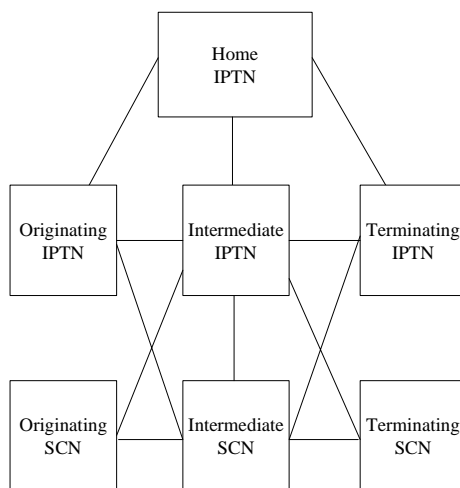 Home
IPTN
Originating
IPTN
Intermediate
IPTN
Terminating
IPTN
Originating
SCN
Intermediate
SCN
Terminating
SCN